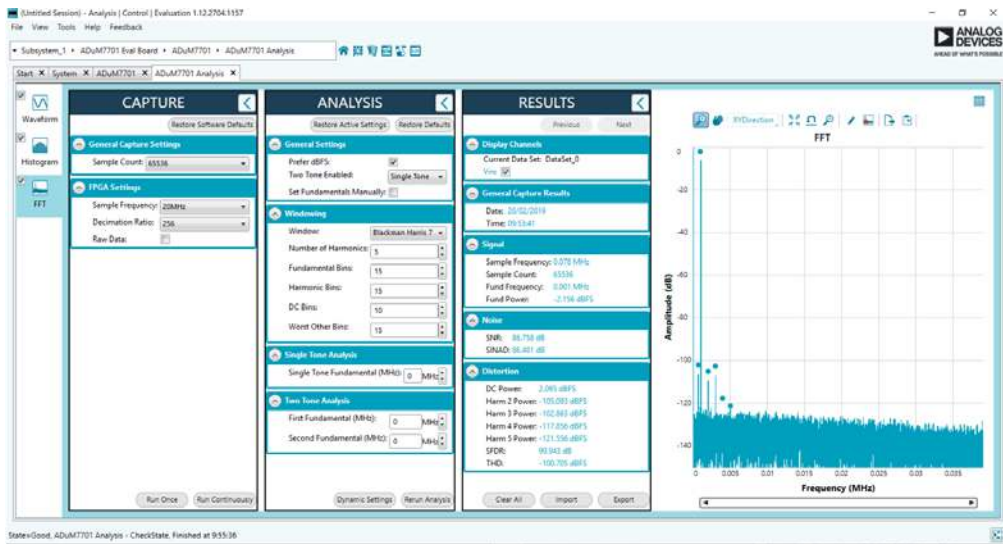 (Untitled Session) - Analysis | Control | Evaluation 1.12.2704.1157
File View Tools Help Feedback
Subsystem_1 ADuM7701 Eval Board ADuM7701 ADuM7701 Analysis
ANALOG DEVICES
AHEAD OF WHAT'S POSSIBLE
Start System ADuM7701 ADuM7701 Analysis
Waveform
Histogram
FFT
CAPTURE
Restore Software Defaults
General Capture Settings
Sample Count: 65536
FPGA Settings
Sample Frequency: 20MHz
Decimation Ratio: 256
Raw Data:
Run Once Run Continuously
ANALYSIS
Restore Active Settings Restore Defaults
General Settings
Prefer dBFS:
Two Tone Enabled: Single Tone
Set Fundamentals Manually:
Windowing
Window: Blackman Harris 7
Number of Harmonics: 5
Fundamental Bins: 15
Harmonic Bins: 15
DC Bins: 10
Worst Other Bins: 15
Single Tone Analysis
Single Tone Fundamental (MHz): 0 MHz
Two Tone Analysis
First Fundamental (MHz): 0 MHz
Second Fundamental (MHz): 0 MHz
Dynamic Settings Rerun Analysis
RESULTS
Previous Next
Display Channels
Current Data Set: DataSet_0
General Capture Results
Date: 26/02/2019
Time: 09:53:41
Signal
Sample Frequency: 0.078 MHz
Sample Count: 65536
Fund Frequency: 0.001 MHz
Fund Power: -2.156 dBFS
Noise
SNR: 86.758 dB
SINAD: 86.401 dB
Distortion
DC Power: 2.095 dBFS
Harm 2 Power: -105.093 dBFS
Harm 3 Power: -102.863 dBFS
Harm 4 Power: -117.856 dBFS
Harm 5 Power: -121.556 dBFS
SFDR: dB
THD: -100.705 dBFS
Clear All Import Export
XYDirection
FFT
Amplitude (dB)
0
-20
-40
-60
-80
-100
-120
-140
0 0.005 0.01 0.015 0.02 0.025 0.03 0.035
Frequency (MHz)
State=Good, ADuM7701 Analysis - CheckState, Finished at 9:55:36